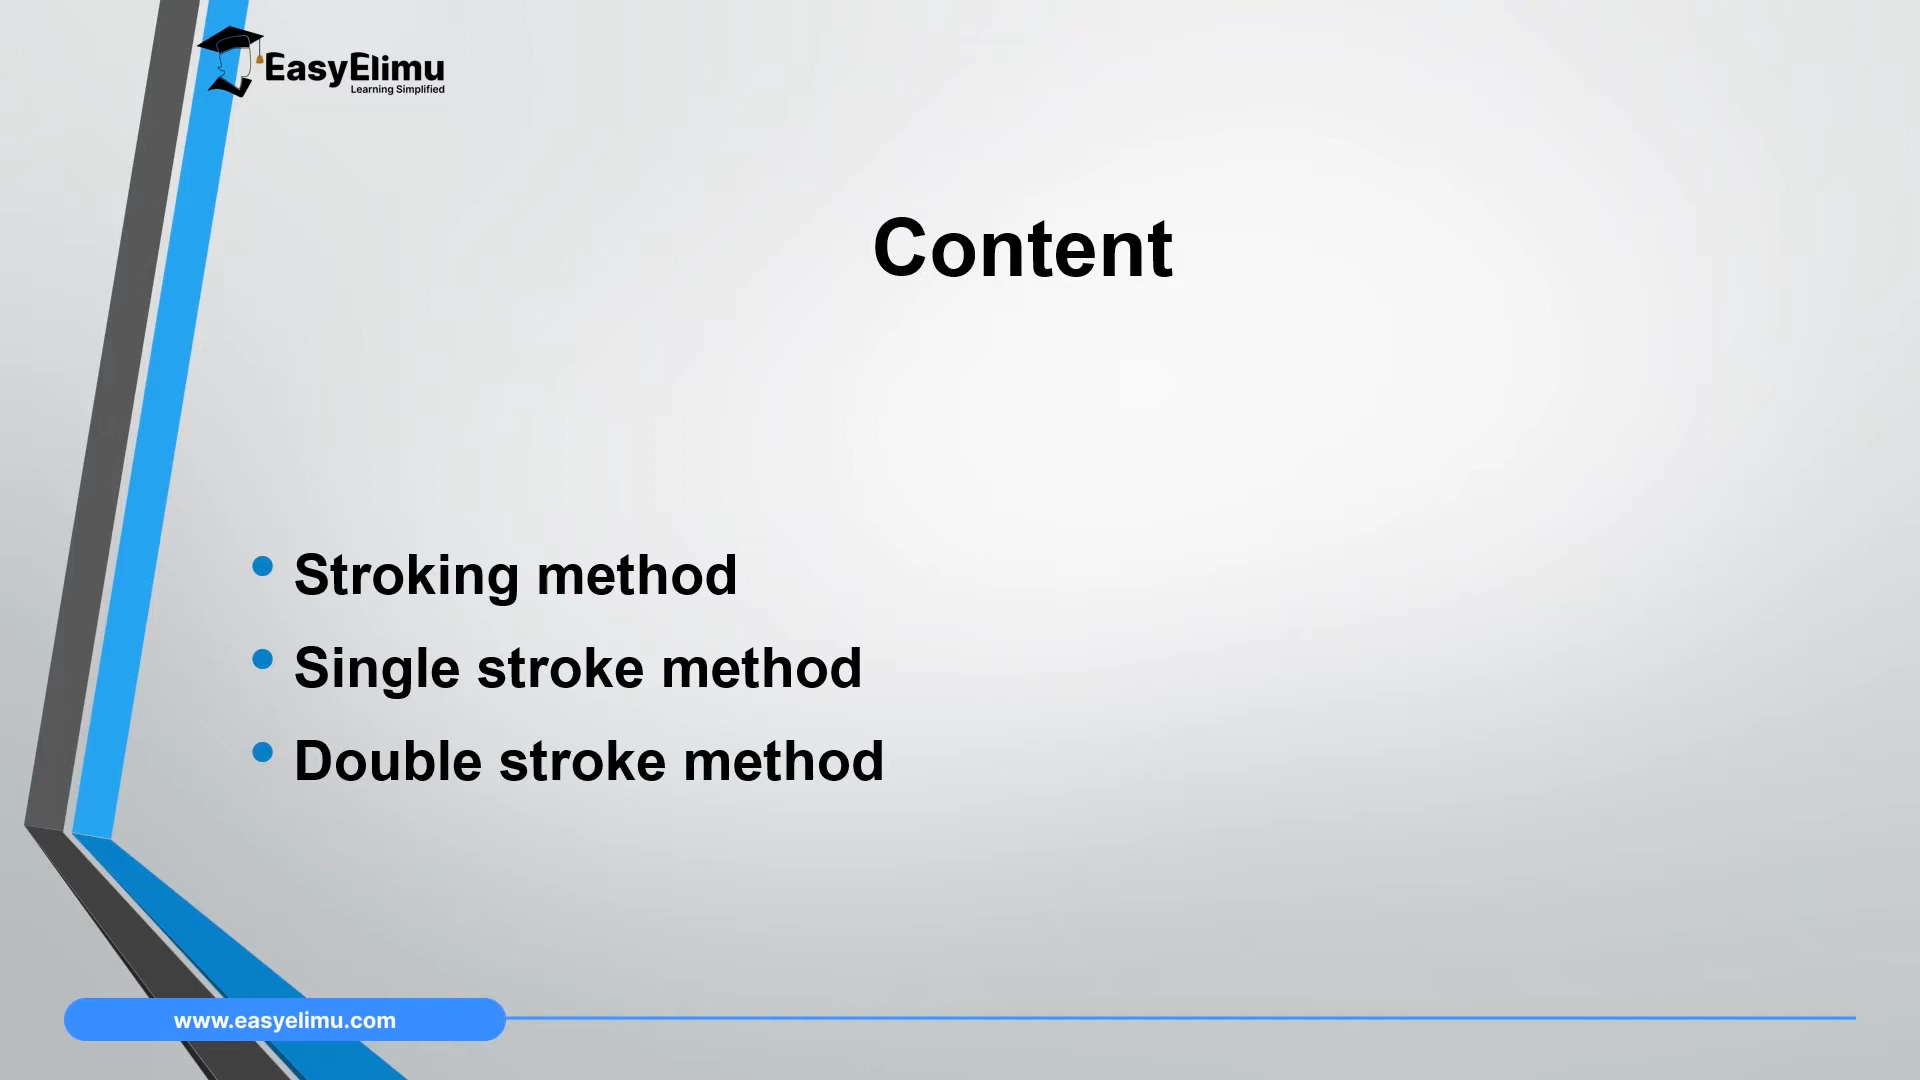 EasyElimu
Learning Simplified
Content
• Stroking method
• Single stroke method
• Double stroke method
www.easyelimu.com